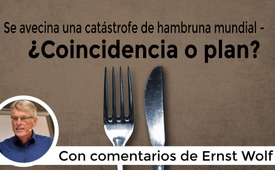 Se avecina una catástrofe de hambruna mundial -
¿Coincidencia o plan?
Con comentarios de Ernst Wolf